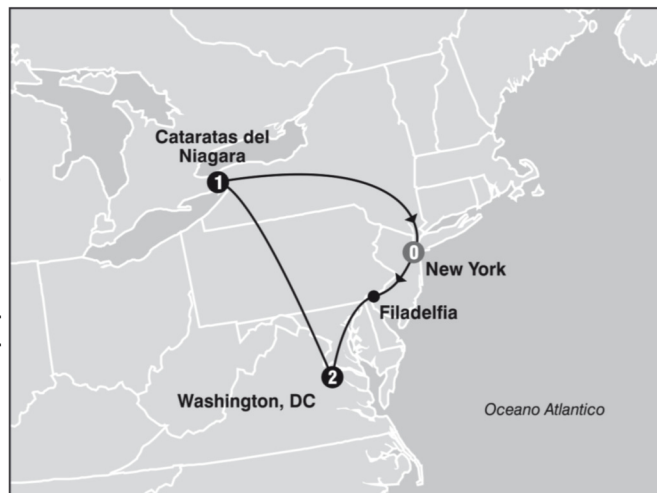 Cataratas del
Niagara
1
0
New York
Filadelfia
2
Washington, DC
Oceano Atlantico